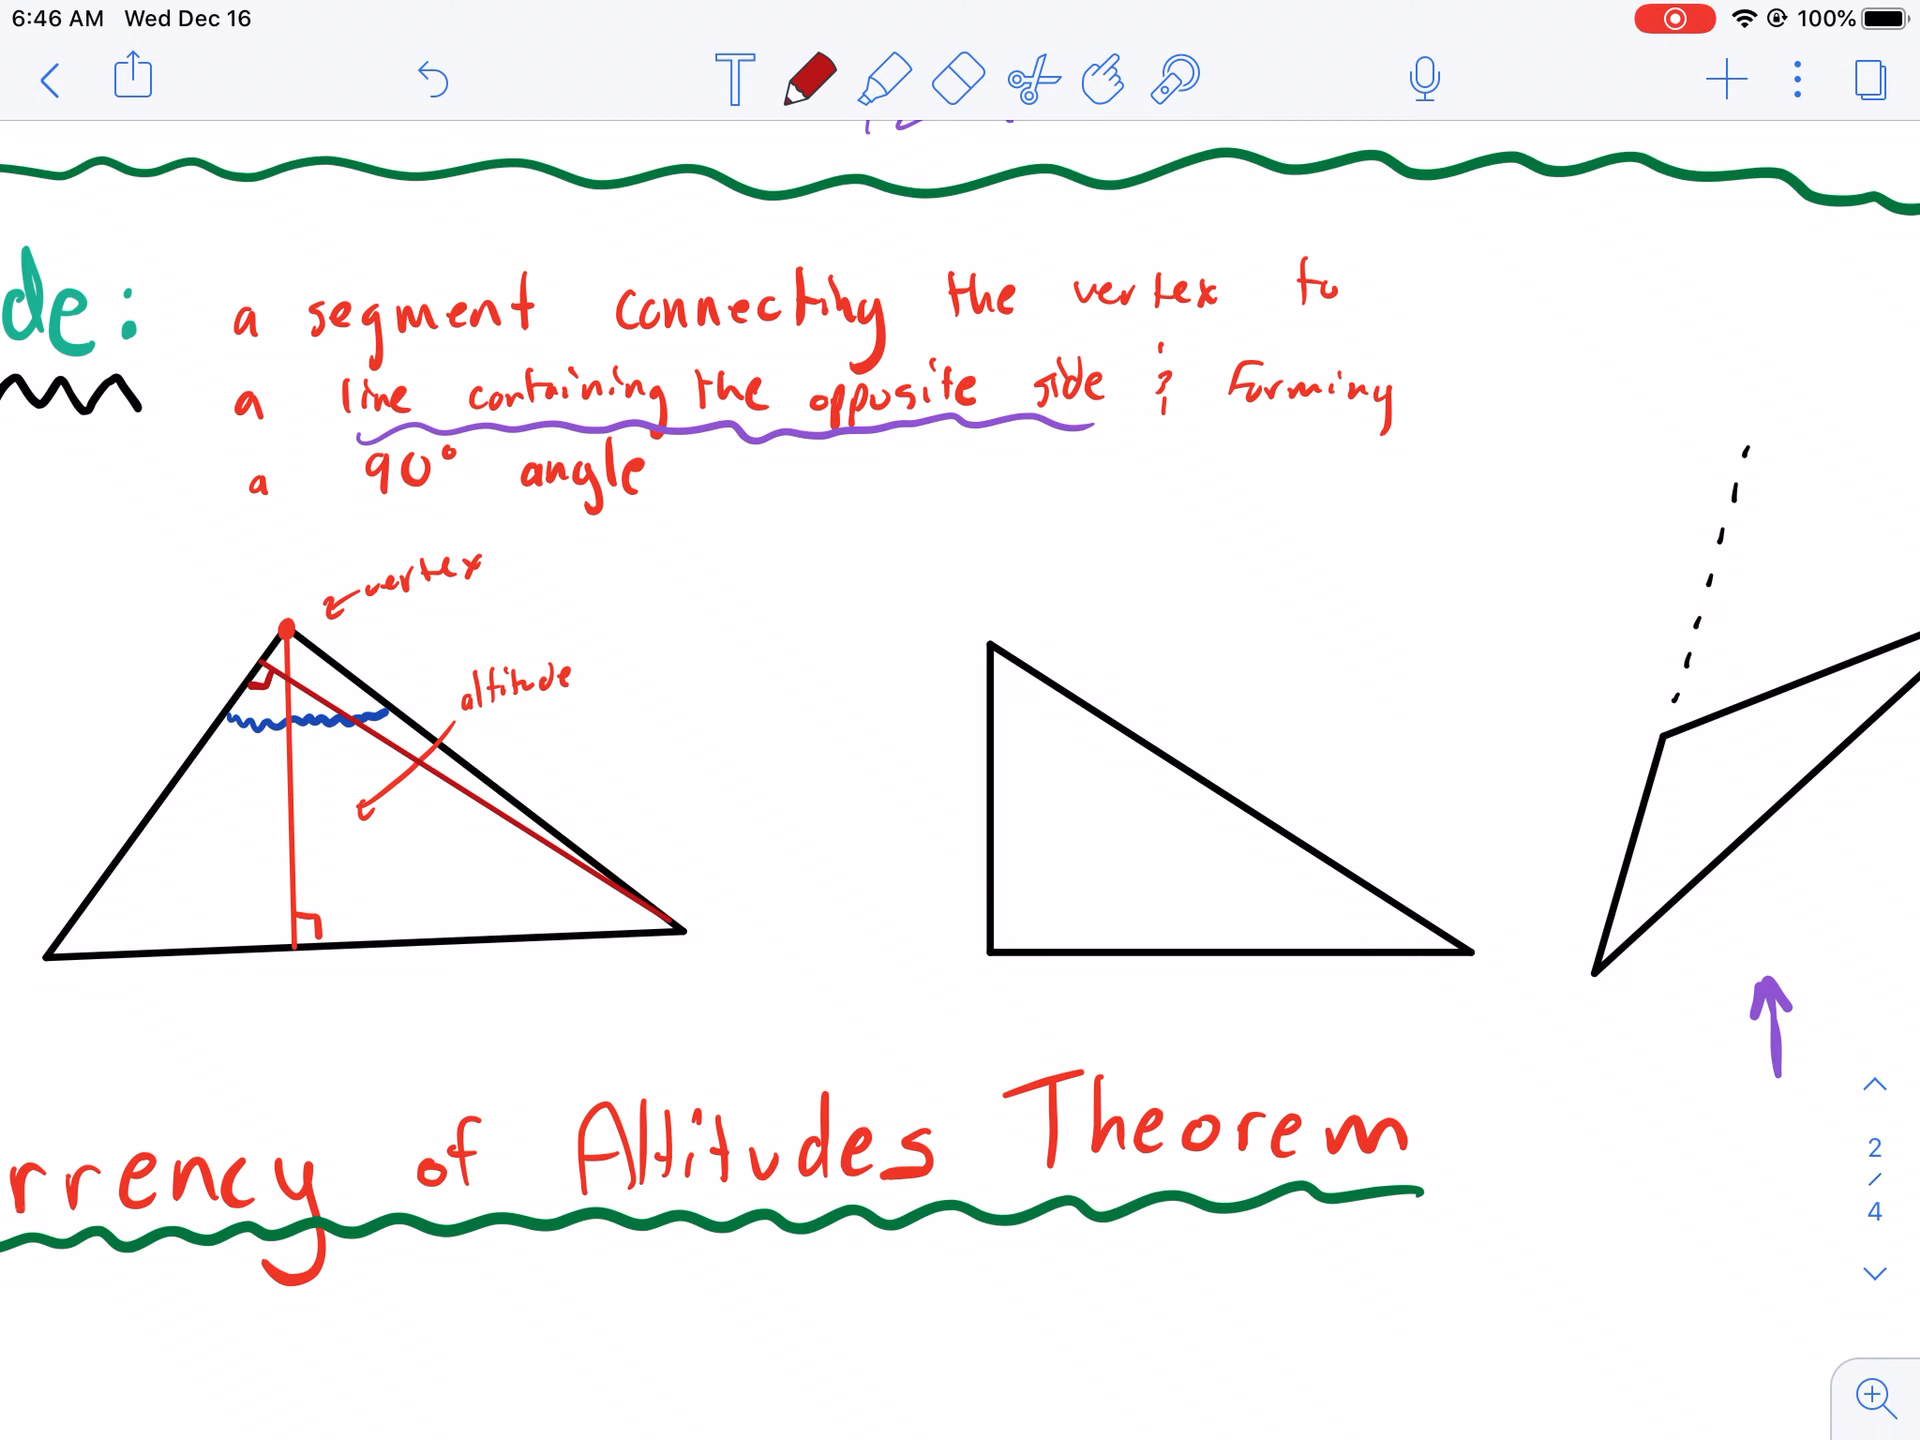 6:46 AM Wed Dec 16
100%
de:
a segment connecting the vertex to
a line containing the opposite side & forming
a 90° angle
vertex
altitude
rrency of Altitudes Theorem
2
/
4